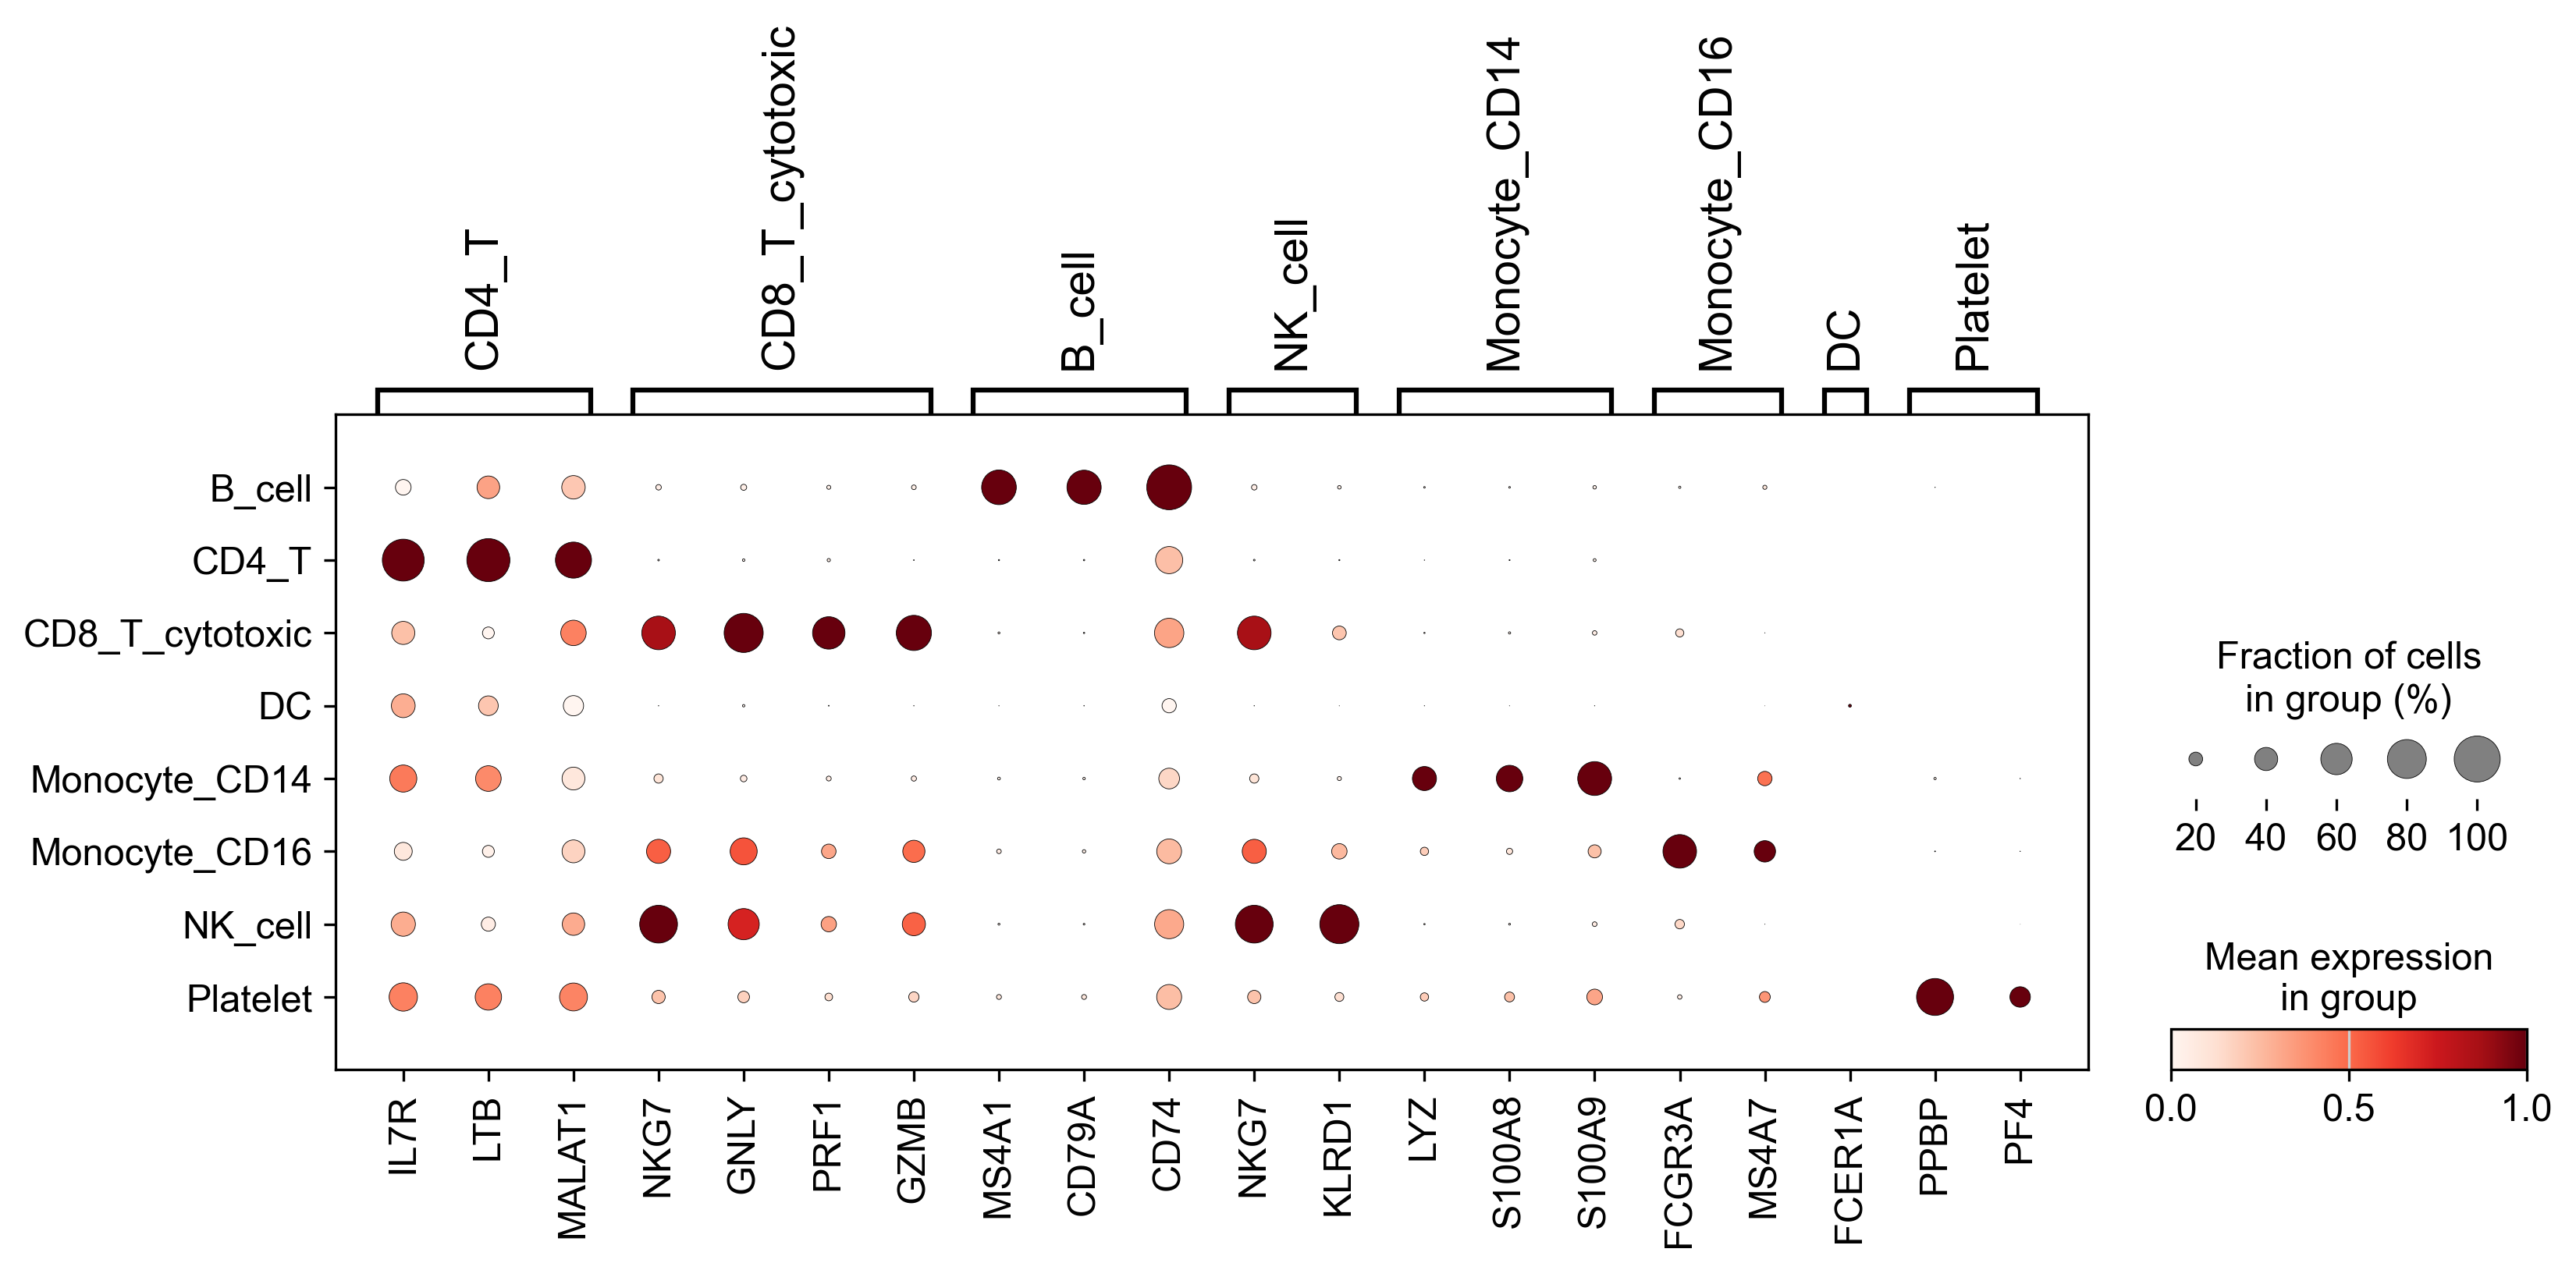 CD4_T
CD8_T_cytotoxic
B_cell
NK_cell
Monocyte_CD14
Monocyte_CD16
DC
Platelet
B_cell
CD4_T
CD8_T_cytotoxic
DC
Monocyte_CD14
Monocyte_CD16
NK_cell
Platelet
IL7R
LTB
MALAT1
NKG7
GNLY
PRF1
GZMB
MS4A1
CD79A
CD74
NKG7
KLRD1
LYZ
S100A8
S100A9
FCGR3A
MS4A7
FCER1A
PPBP
PF4
Fraction of cells
in group (%)
20 40 60 80 100
Mean expression
in group
0.0 0.5 1.0